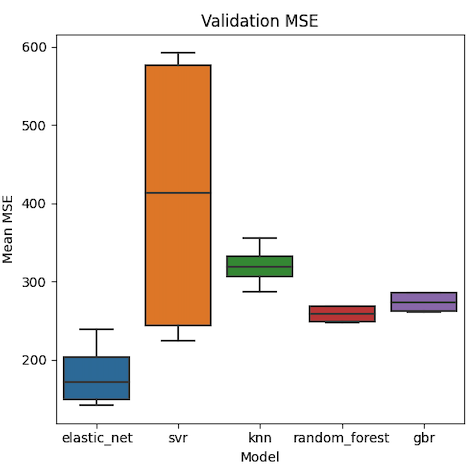 Validation MSE
600
500
400
300
200
Mean MSE
elastic_net svr knn random_forest gbr
Model